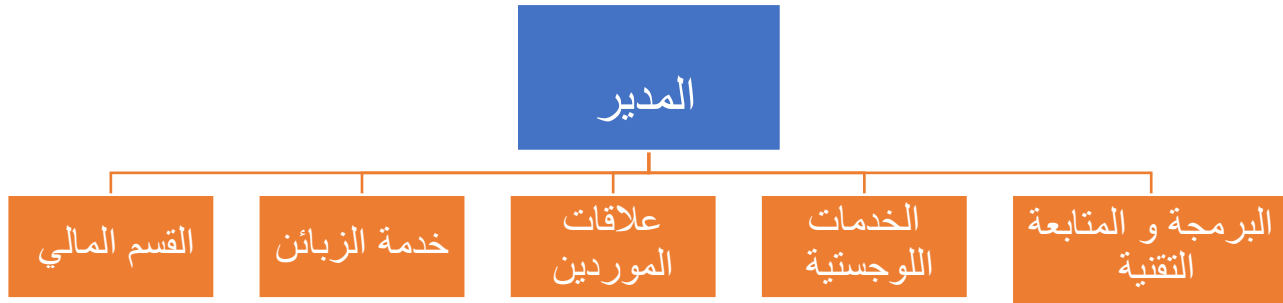 المدير
البرمجة و المتابعة
التقنية
الخدمات
اللوجستية
علاقات
الموردين
خدمة الزبائن
القسم المالي